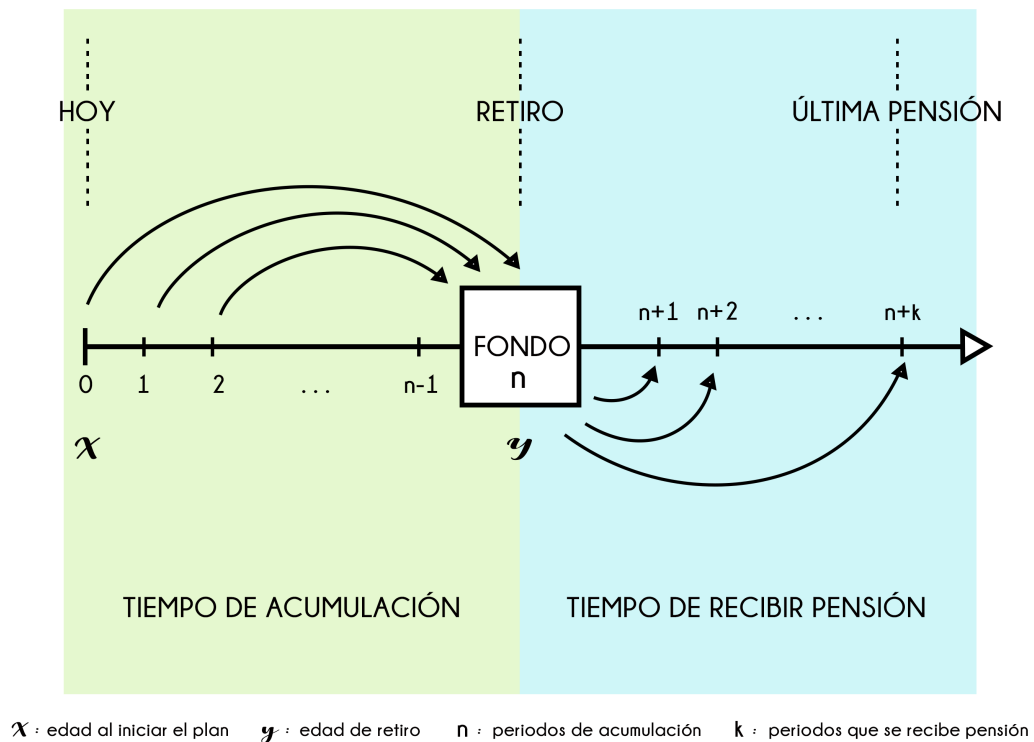 HOY RETIRO ÚLTIMA PENSIÓN
n+1 n+2 ... n+k
FONDO
n
0 1 2 ... n-1
x y
TIEMPO DE ACUMULACIÓN TIEMPO DE RECIBIR PENSIÓN
x : edad al iniciar el plan y : edad de retiro n : periodos de acumulación k : periodos que se recibe pensión